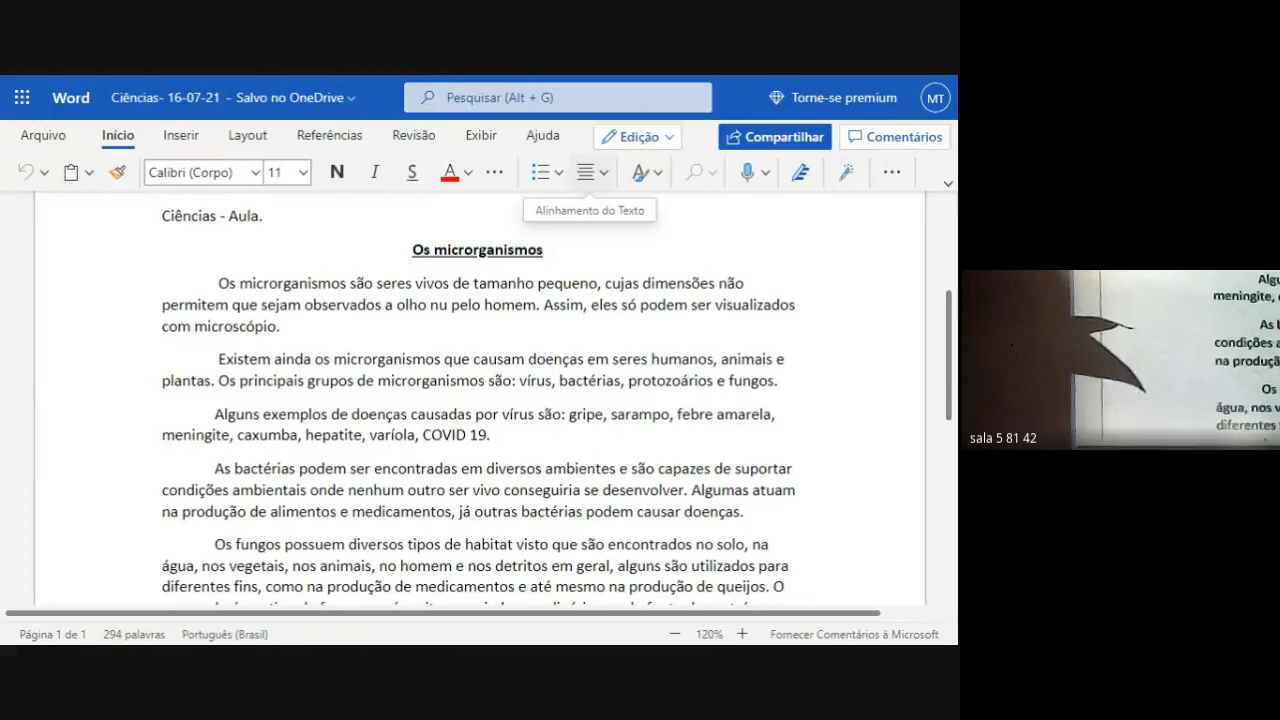 Word Ciências- 16-07-21 - Salvo no OneDrive Pesquisar (Alt + G) Torne-se premium MT
Arquivo Início Inserir Layout Referências Revisão Exibir Ajuda Edição Compartilhar Comentários
Calibri (Corpo) 11 N I S A
Alinhamento do Texto
Ciências - Aula.
Os microrganismos
Os microrganismos são seres vivos de tamanho pequeno, cujas dimensões não
permitem que sejam observados a olho nu pelo homem. Assim, eles só podem ser visualizados
com microscópio.
Existem ainda os microrganismos que causam doenças em seres humanos, animais e
plantas. Os principais grupos de microrganismos são: vírus, bactérias, protozoários e fungos.
Alguns exemplos de doenças causadas por vírus são: gripe, sarampo, febre amarela,
meningite, caxumba, hepatite, varíola, COVID 19.
As bactérias podem ser encontradas em diversos ambientes e são capazes de suportar
condições ambientais onde nenhum outro ser vivo conseguiria se desenvolver. Algumas atuam
na produção de alimentos e medicamentos, já outras bactérias podem causar doenças.
Os fungos possuem diversos tipos de habitat visto que são encontrados no solo, na
água, nos vegetais, nos animais, no homem e nos detritos em geral, alguns são utilizados para
diferentes fins, como na produção de medicamentos e até mesmo na produção de queijos. O
Página 1 de 1 294 palavras Português (Brasil) 120% Fornecer Comentários à Microsoft
Algu
meningite,
As b
condições a
na produçã
Os
água, nos v
diferentes
sala 5 81 42